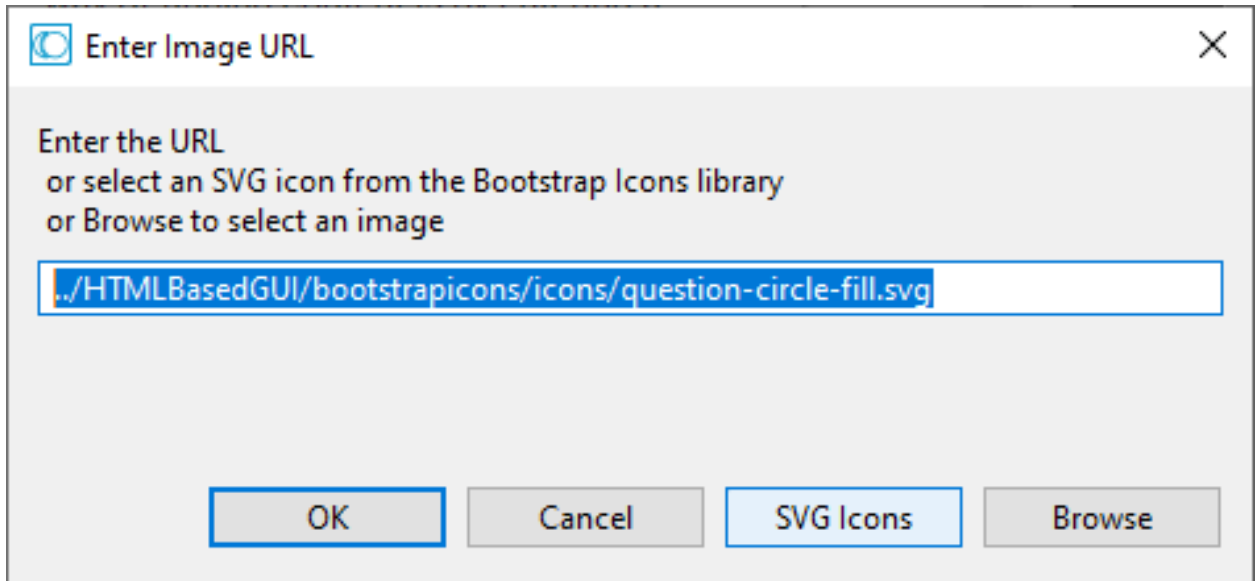 Enter Image URL
Enter the URL
or select an SVG icon from the Bootstrap Icons library
or Browse to select an image
../HTMLBasedGUI/bootstrapicons/icons/question-circle-fill.svg
OK Cancel SVG Icons Browse